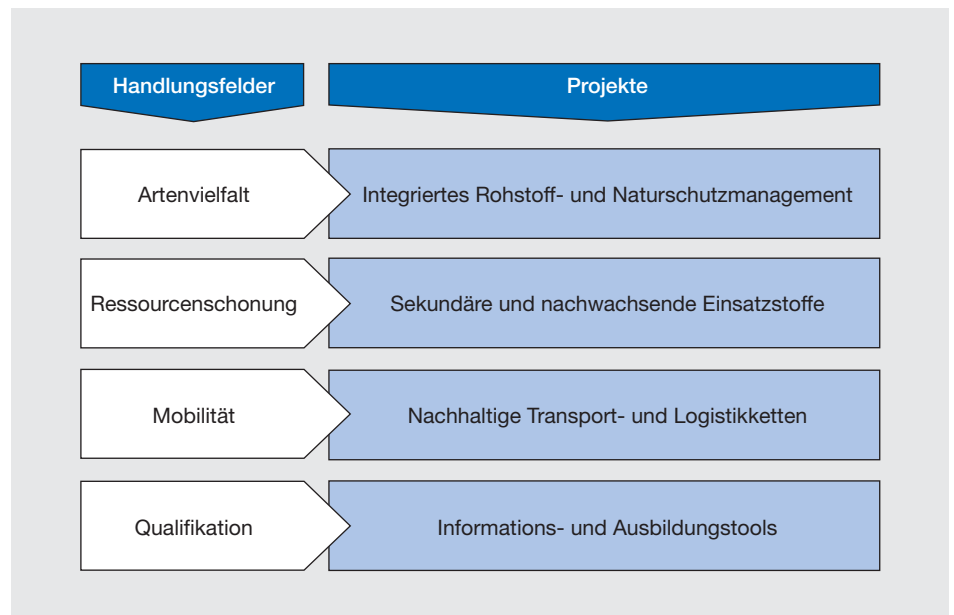 Handlungsfelder
Projekte
Artenvielfalt
Integriertes Rohstoff- und Naturschutzmanagement
Ressourcenschonung
Sekundäre und nachwachsende Einsatzstoffe
Mobilität
Nachhaltige Transport- und Logistikketten
Qualifikation
Informations- und Ausbildungstools